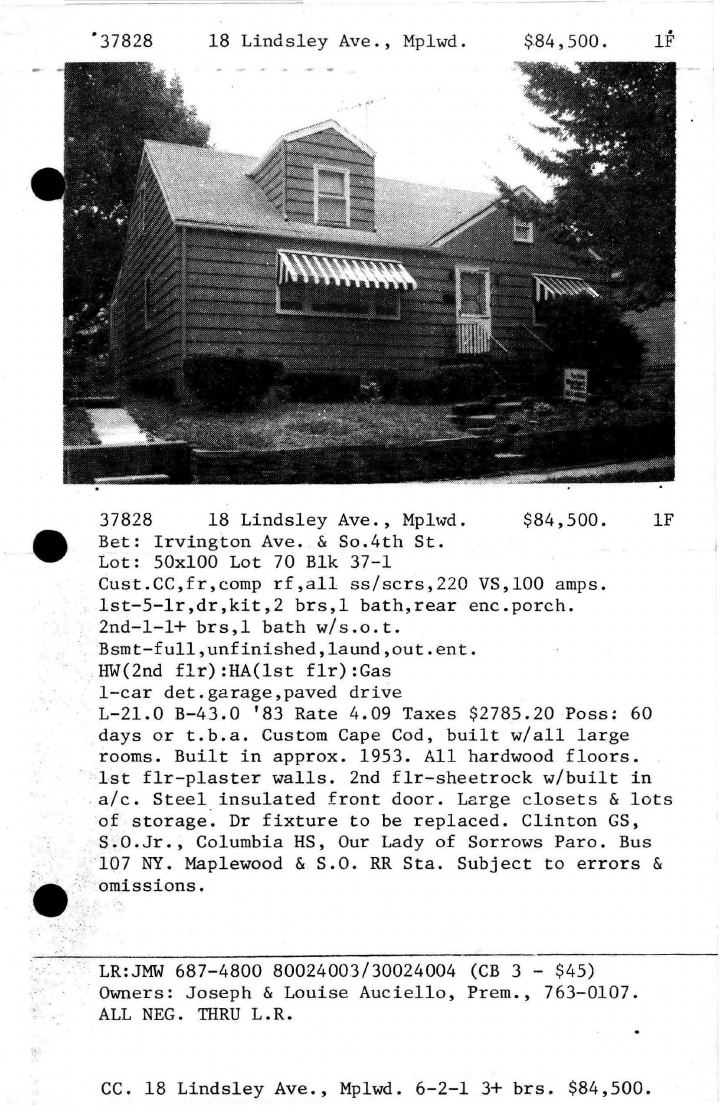 37828 18 Lindsley Ave., Mplwd. $84,500. 1F
37828 18 Lindsley Ave., Mplwd. $84,500. 1F
Bet: Irvington Ave. & So.4th St.
Lot: 50x100 Lot 70 Blk 37-1
Cust.CC,fr,comp rf,all ss/scrs,220 VS,100 amps.
1st-5-lr,dr,kit,2 brs,1 bath,rear enc.porch.
2nd-1-1+ brs,1 bath w/s.o.t.
Bsmt-full,unfinished,laund,out.ent.
HW(2nd flr):HA(1st flr):Gas
1-car det.garage,paved drive
L-21.0 B-43.0 '83 Rate 4.09 Taxes $2785.20 Poss: 60
days or t.b.a. Custom Cape Cod, built w/all large
rooms. Built in approx. 1953. All hardwood floors.
1st flr-plaster walls. 2nd flr-sheetrock w/built in
a/c. Steel insulated front door. Large closets & lots
of storage. Dr fixture to be replaced. Clinton GS,
S.O.Jr., Columbia HS, Our Lady of Sorrows Paro. Bus
107 NY. Maplewood & S.O. RR Sta. Subject to errors &
omissions.
LR:JMW 687-4800 80024003/30024004 (CB 3 - $45)
Owners: Joseph & Louise Auciello, Prem., 763-0107.
ALL NEG. THRU L.R.
CC. 18 Lindsley Ave., Mplwd. 6-2-1 3+ brs. $84,500.